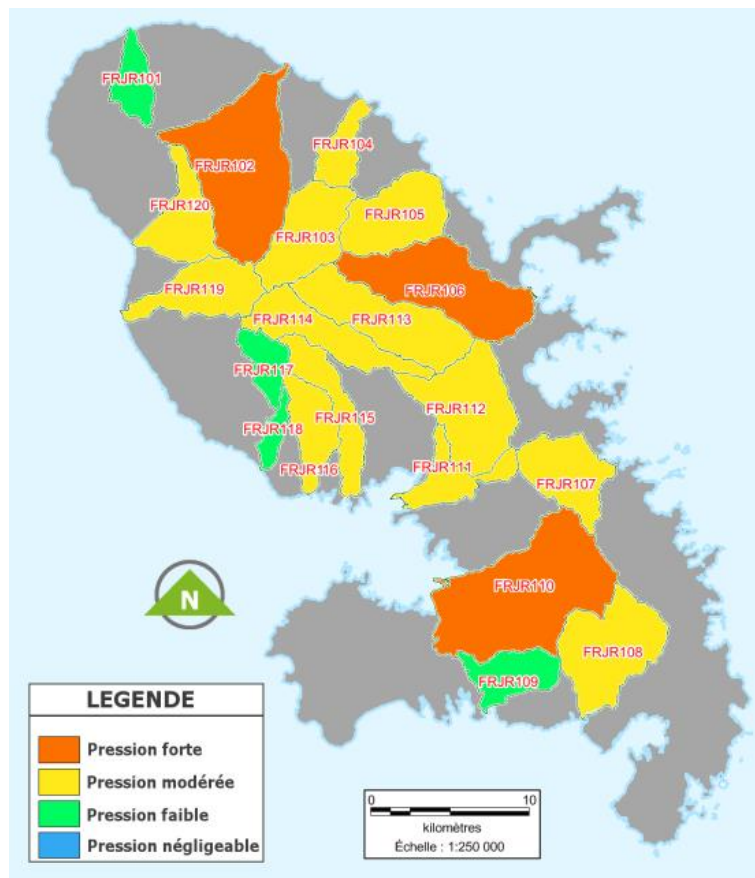 FRJR101
FRJR104
FRJR102
FRJR120
FRJR105
FRJR103
FRJR119
FRJR106
FRJR114
FRJR113
FRJR117
FRJR112
FRJR115
FRJR118
FRJR116
FRJR111
FRJR107
FRJR110
FRJR108
FRJR109
N
LEGENDE
Pression forte
Pression modérée
Pression faible
Pression négligeable
0 10
kilomètres
Échelle : 1:250 000